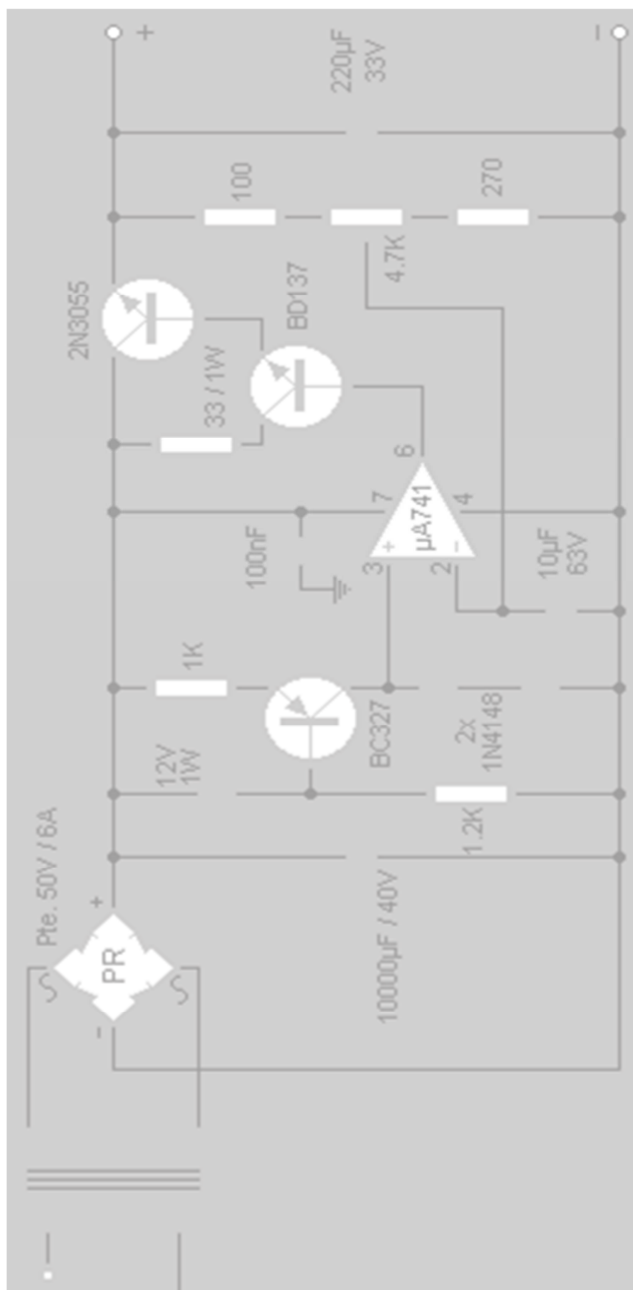 +
−
220µF
33V
100
270
4.7K
2N3055
BD137
33 / 1W
6
7
4
µA741
+
−
3
2
100nF
10µF
63V
1K
BC327
2x
1N4148
12V
1W
1.2K
Pte. 50V / 6A
+
PR
-
10000µF / 40V